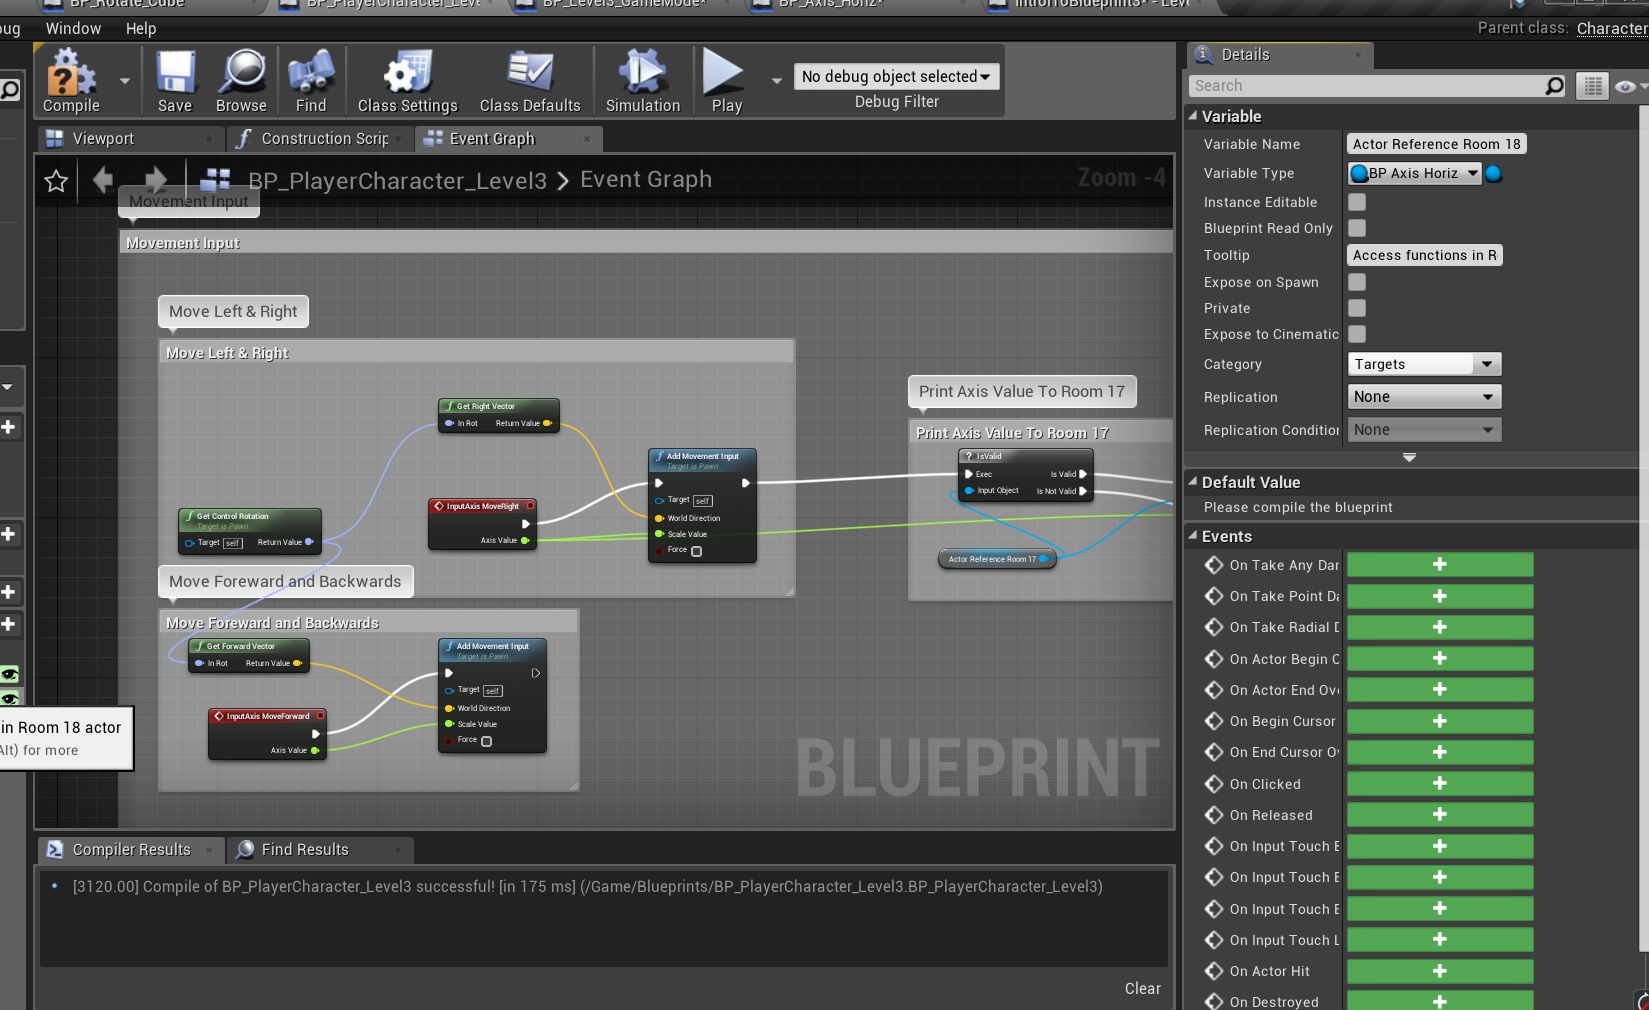 BP_Rotate_Cube
BP_PlayerCharacter_Leve
BP_Level3_GameMode*
BP_Axis_Horiz*
IntroToBlueprint3* - Leve
bug Window Help
Parent class: Character
Compile
Save
Browse
Find
Class Settings
Class Defaults
Simulation
Play
No debug object selected
Debug Filter
Viewport
Construction Scrip
Event Graph
BP_PlayerCharacter_Level3 > Event Graph
Zoom -4
Movement Input
Movement Input
Move Left & Right
Move Left & Right
Get Right Vector
In Rot Return Value
Add Movement Input
Target is Pawn
Target self
World Direction
Scale Value
Force
InputAxis MoveRight
Axis Value
Get Control Rotation
Target is Pawn
Target self Return Value
Print Axis Value To Room 17
Print Axis Value To Room 17
? IsValid
Exec Is Valid
Input Object Is Not Valid
Actor Reference Room 17
Move Foreward and Backwards
Move Foreward and Backwards
Get Forward Vector
In Rot Return Value
Add Movement Input
Target is Pawn
Target self
World Direction
Scale Value
Force
InputAxis MoveForward
Axis Value
in Room 18 actor
Alt) for more
BLUEPRINT
Compiler Results
Find Results
[3120.00] Compile of BP_PlayerCharacter_Level3 successful! [in 175 ms] (/Game/Blueprints/BP_PlayerCharacter_Level3.BP_PlayerCharacter_Level3)
Clear
Details
Search
Variable
Variable Name Actor Reference Room 18
Variable Type BP Axis Horiz
Instance Editable
Blueprint Read Only
Tooltip Access functions in R
Expose on Spawn
Private
Expose to Cinematic
Category Targets
Replication None
Replication Condition None
Default Value
Please compile the blueprint
Events
On Take Any Dar
On Take Point Da
On Take Radial D
On Actor Begin O
On Actor End Ove
On Begin Cursor
On End Cursor Ov
On Clicked
On Released
On Input Touch E
On Input Touch E
On Input Touch E
On Input Touch L
On Actor Hit
On Destroyed